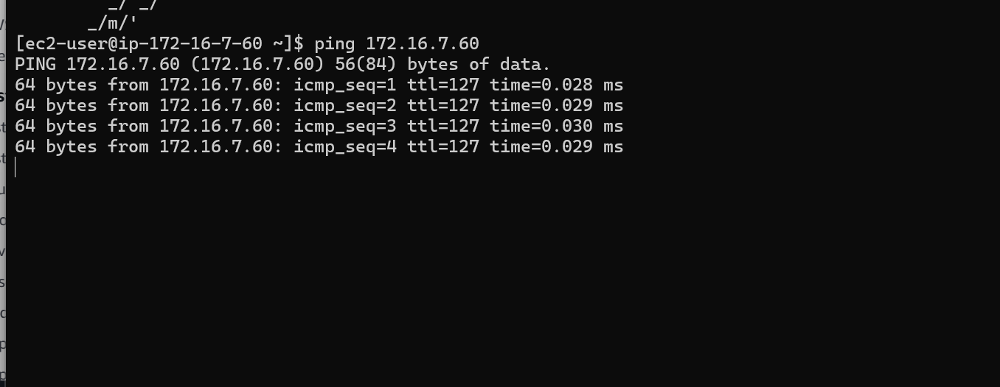 _/ _/
_/m/'
[ec2-user@ip-172-16-7-60 ~]$ ping 172.16.7.60
PING 172.16.7.60 (172.16.7.60) 56(84) bytes of data.
64 bytes from 172.16.7.60: icmp_seq=1 ttl=127 time=0.028 ms
64 bytes from 172.16.7.60: icmp_seq=2 ttl=127 time=0.029 ms
64 bytes from 172.16.7.60: icmp_seq=3 ttl=127 time=0.030 ms
64 bytes from 172.16.7.60: icmp_seq=4 ttl=127 time=0.029 ms